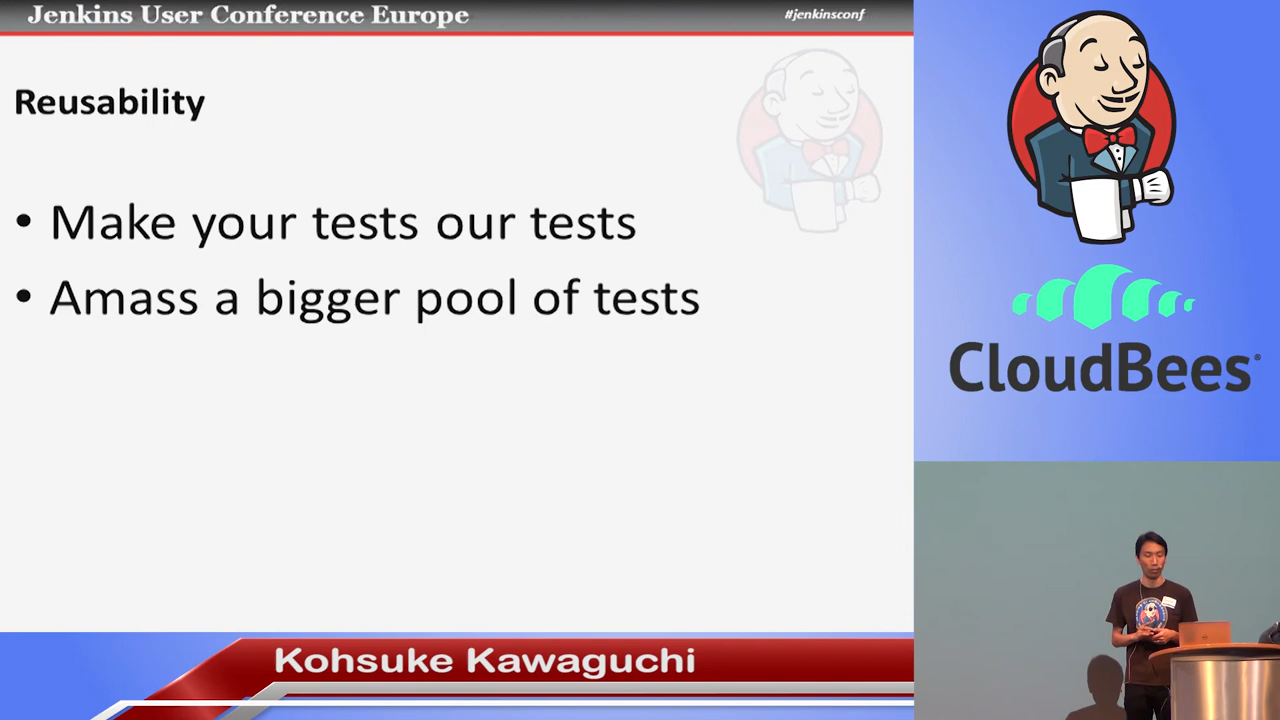 Jenkins User Conference Europe
#jenkinsconf
Reusability
• Make your tests our tests
• Amass a bigger pool of tests
CloudBees®
Kohsuke Kawaguchi